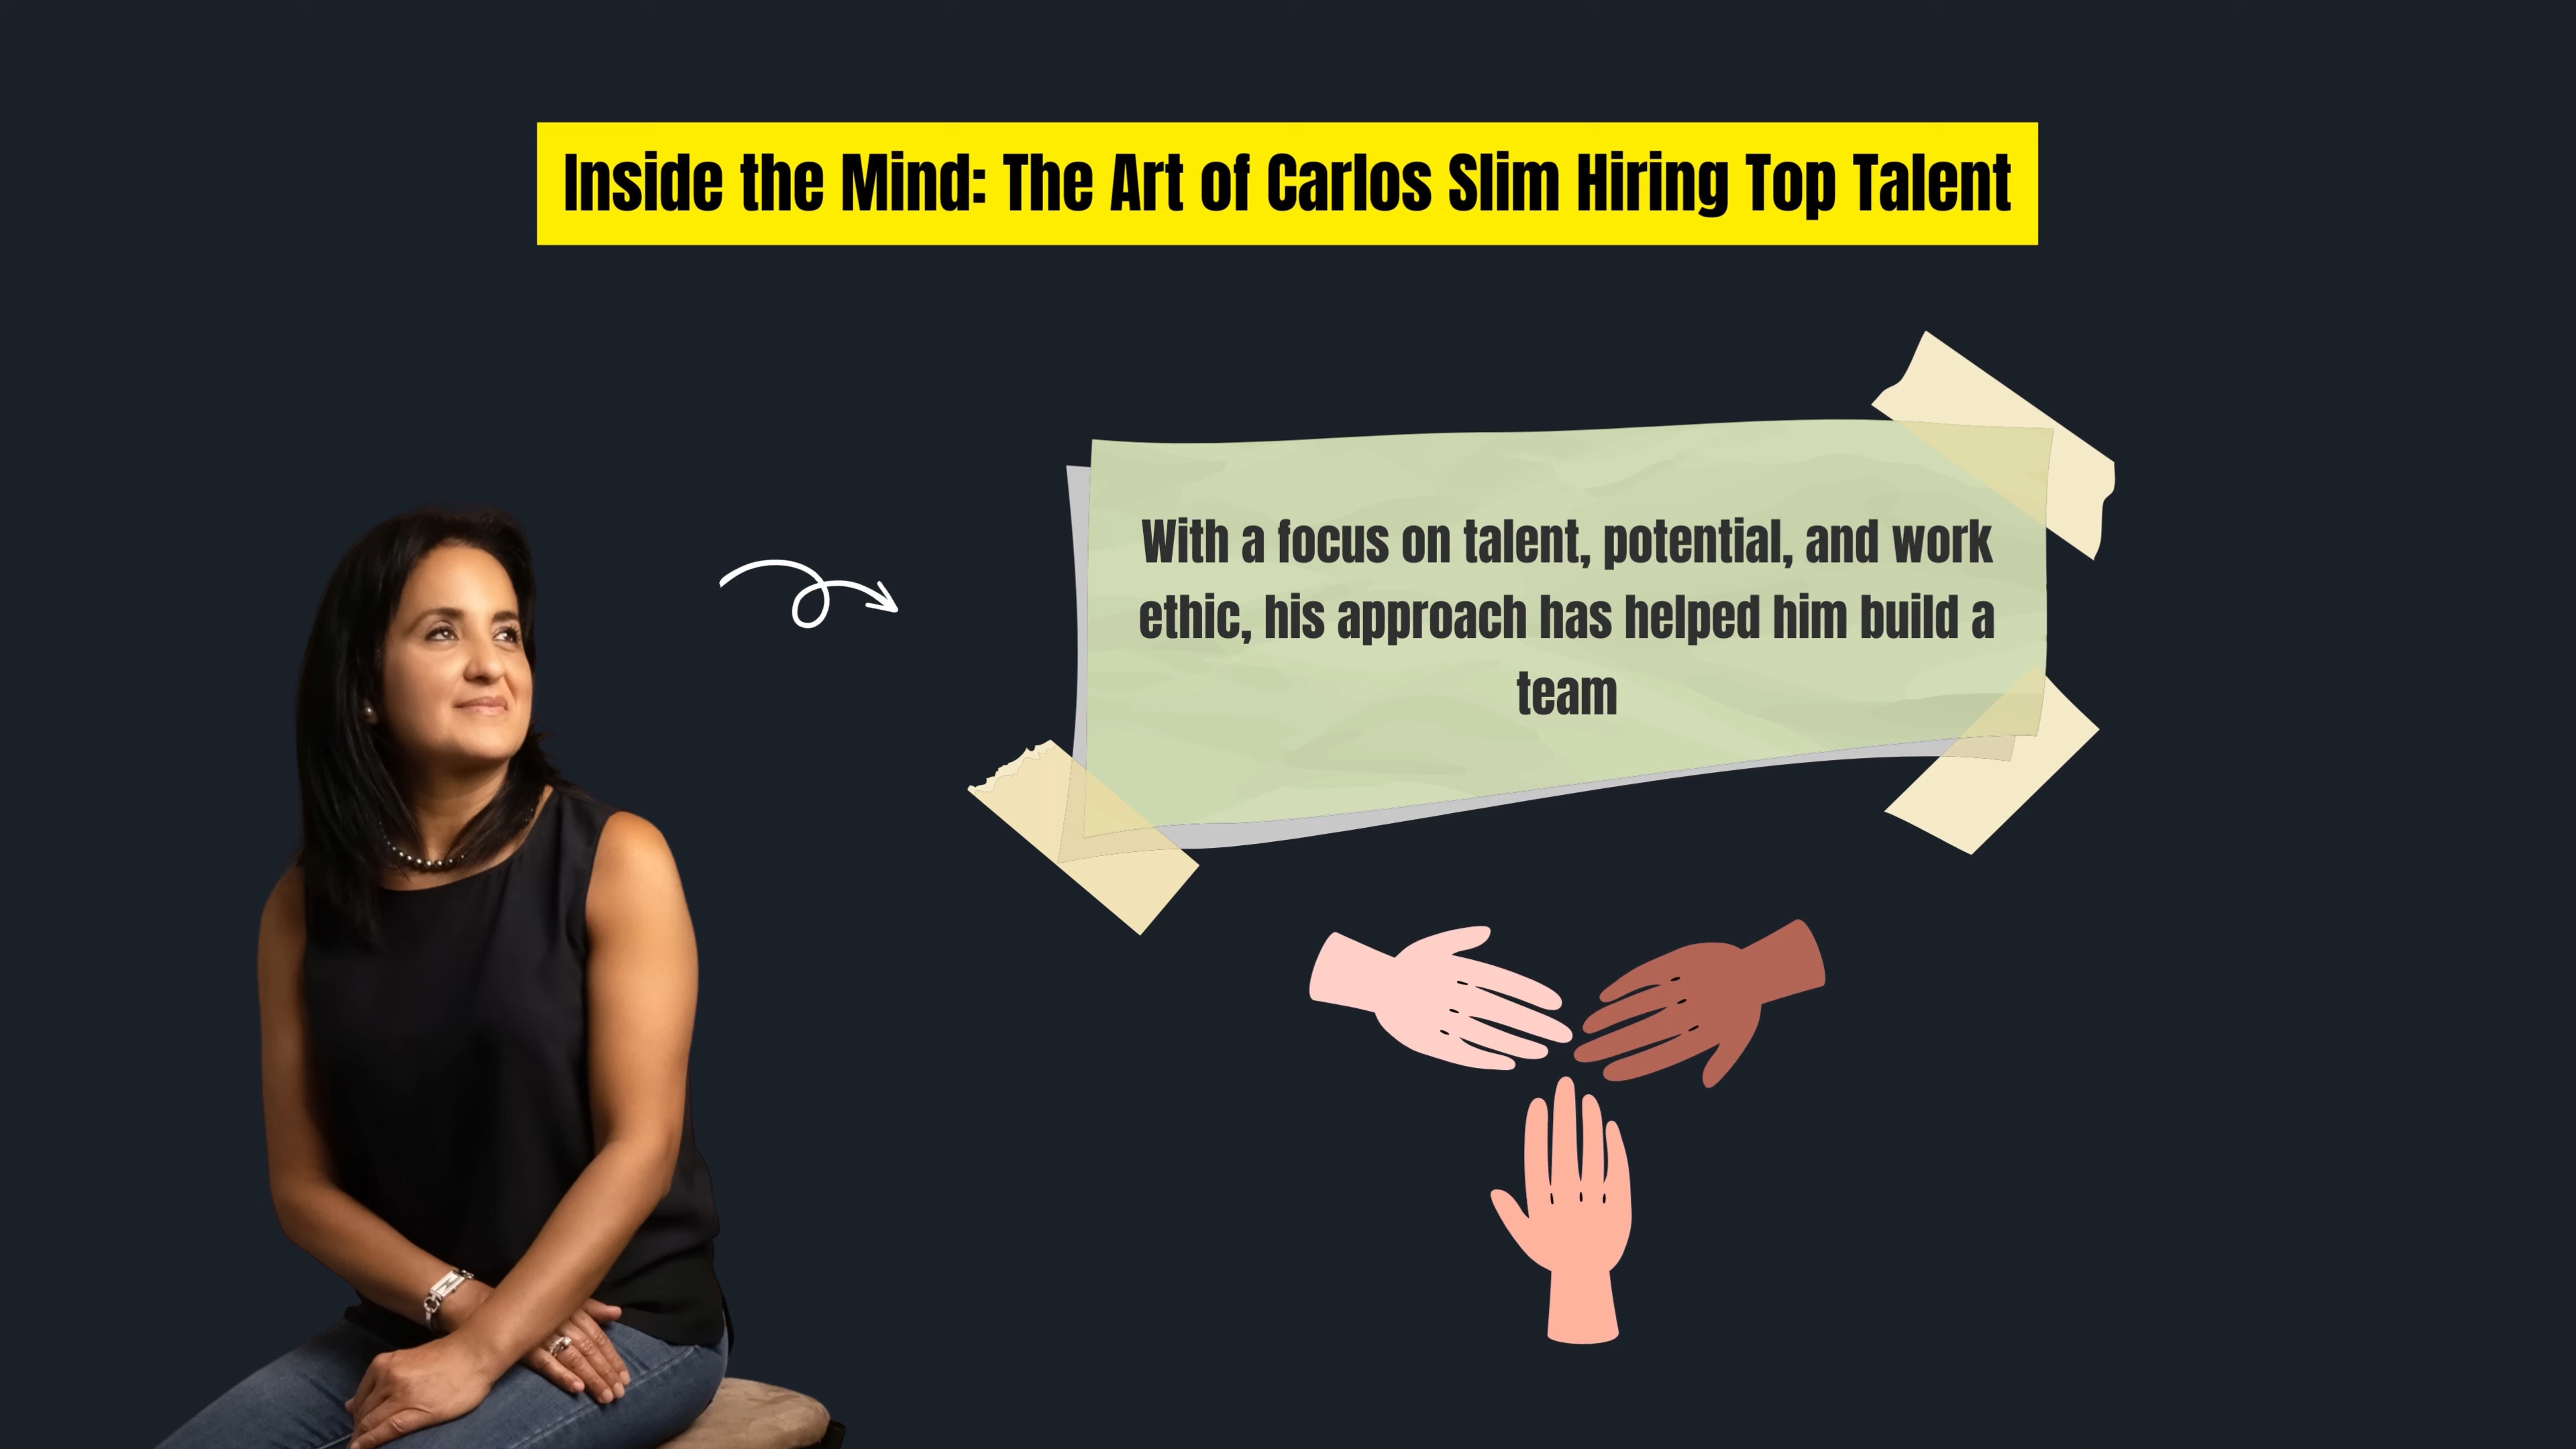 Inside the Mind: The Art of Carlos Slim Hiring Top Talent
With a focus on talent, potential, and work
ethic, his approach has helped him build a
team